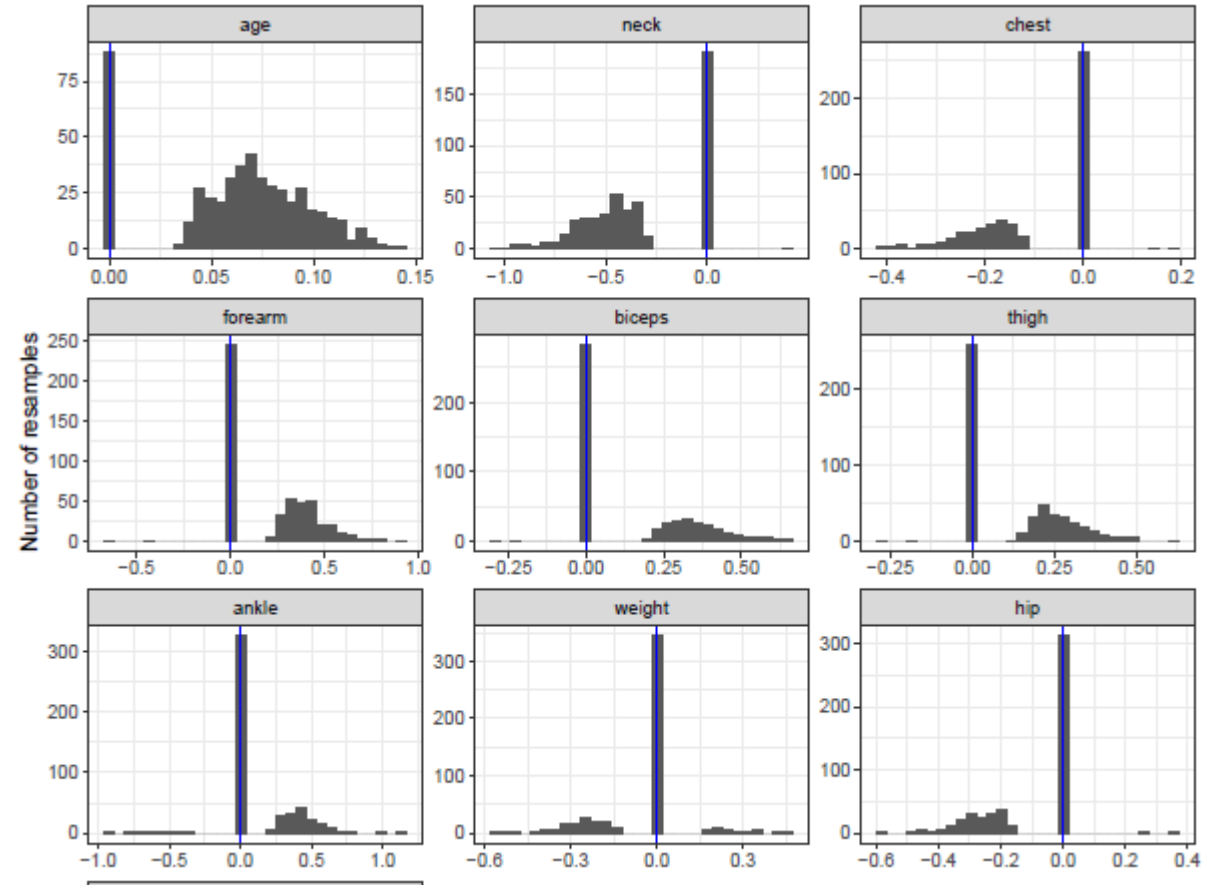 age neck chest
75
50
25
0
0.00 0.05 0.10 0.15
150
100
50
0
−1.0 −0.5 0.0
200
100
0
−0.4 −0.2 0.0 0.2
Number of resamples
forearm biceps thigh
250
200
150
100
50
0
−0.5 0.0 0.5 1.0
200
100
0
−0.25 0.00 0.25 0.50
200
100
0
−0.25 0.00 0.25 0.50
ankle weight hip
300
200
100
0
−1.0 −0.5 0.0 0.5 1.0
300
200
100
0
−0.6 −0.3 0.0 0.3
300
200
100
0
−0.6 −0.4 −0.2 0.0 0.2 0.4